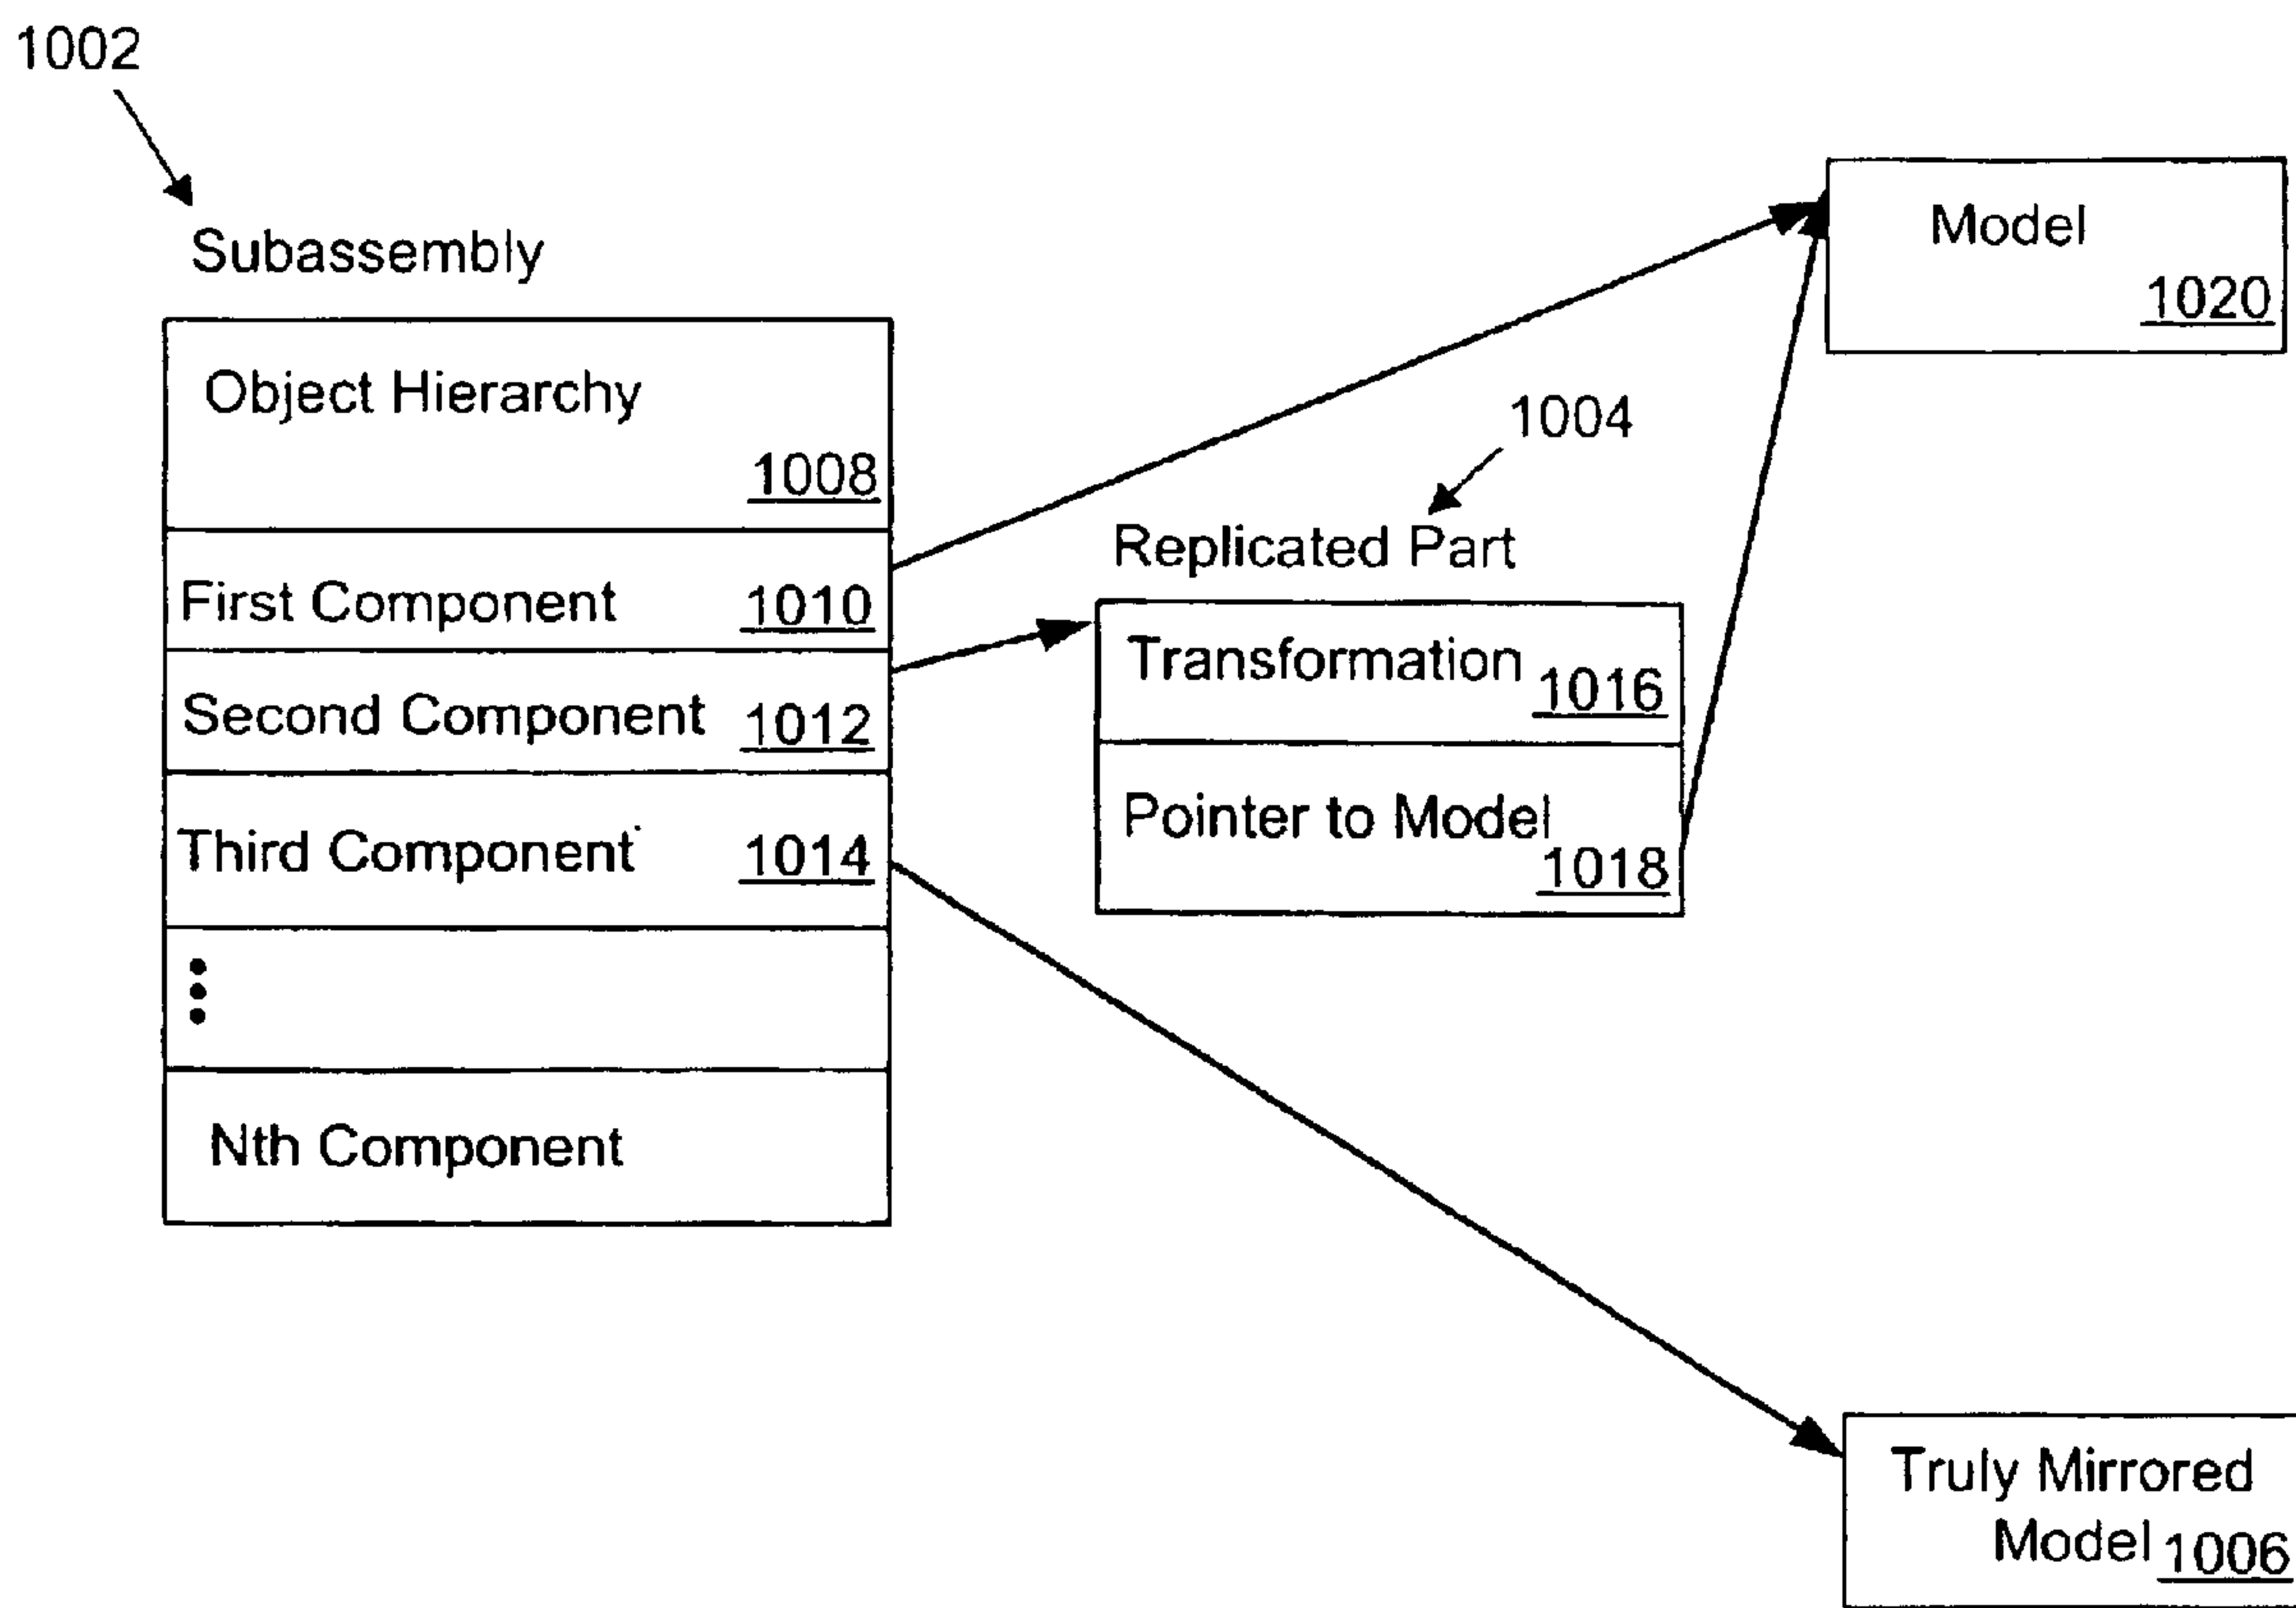 1002
Subassembly
Object Hierarchy
1008
First Component 1010
Second Component 1012
Third Component 1014
Nth Component
1004
Replicated Part
Transformation 1016
Pointer to Model
1018
Model
1020
Truly Mirrored
Model 1006